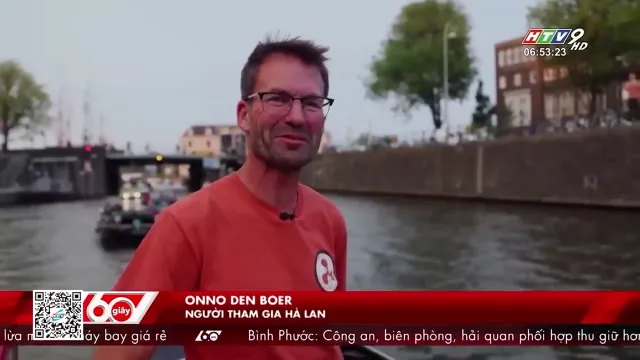 HTV9 HD
06:53:23
ONNO DEN BOER
NGƯỜI THAM GIA HÀ LAN
60 giây
lừa máy bay giá rẻ 60 Bình Phước: Công an, biên phòng, hải quan phối hợp thu giữ